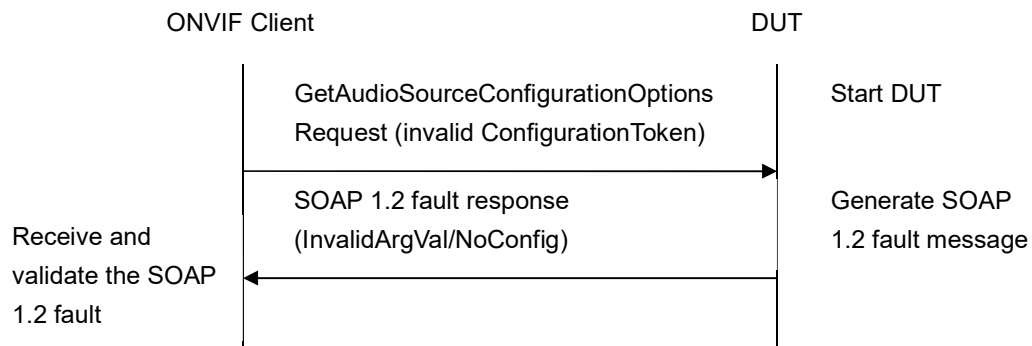 ONVIF Client
DUT
GetAudioSourceConfigurationOptions
Request (invalid ConfigurationToken)
Start DUT
SOAP 1.2 fault response
(InvalidArgVal/NoConfig)
Generate SOAP
1.2 fault message
Receive and
validate the SOAP
1.2 fault